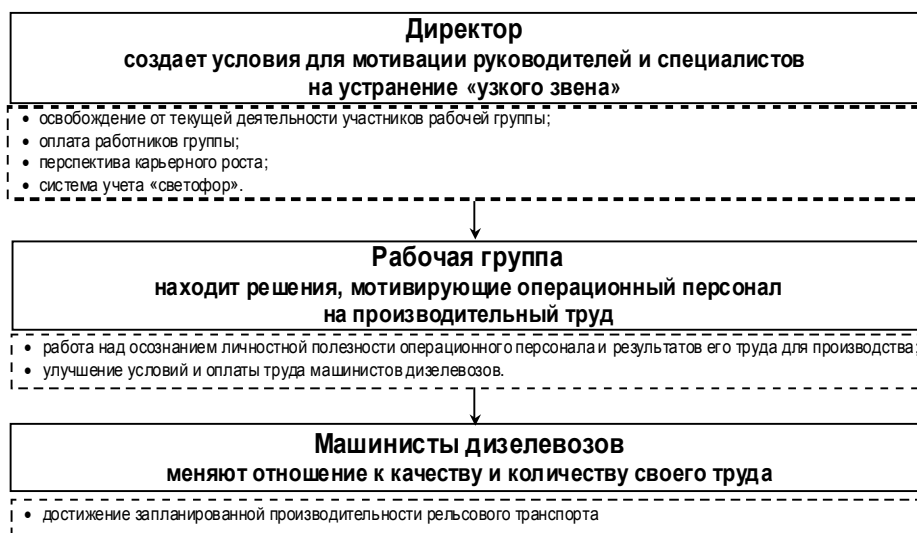 Директор
создает условия для мотивации руководителей и специалистов
на устранение «узкого звена»
• освобождение от текущей деятельности участников рабочей группы;
• оплата работников группы;
• перспектива карьерного роста;
• система учета «светофор».
Рабочая группа
находит решения, мотивирующие операционный персонал
на производительный труд
• работа над осознанием личностной полезности операционного персонала и результатов его труда для производства;
• улучшение условий и оплаты труда машинистов дизелевозов.
Машинисты дизелевозов
меняют отношение к качеству и количеству своего труда
• достижение запланированной производительности рельсового транспорта